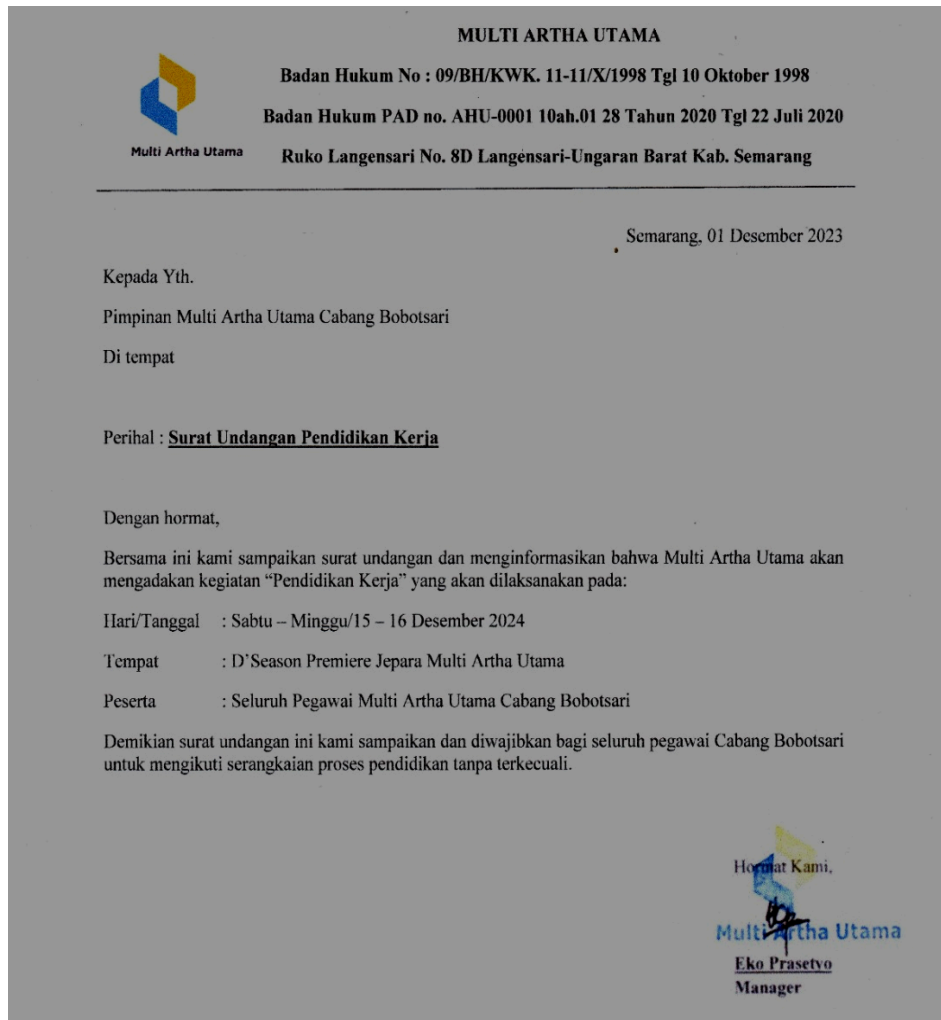 MULTI ARTHA UTAMA
Badan Hukum No : 09/BH/KWK. 11-11/X/1998 Tgl 10 Oktober 1998
Badan Hukum PAD no. AHU-0001 10ah.01 28 Tahun 2020 Tgl 22 Juli 2020
Multi Artha Utama
Ruko Langensari No. 8D Langensari-Ungaran Barat Kab. Semarang
Semarang, 01 Desember 2023
Kepada Yth.
Pimpinan Multi Artha Utama Cabang Bobotsari
Di tempat
Perihal : Surat Undangan Pendidikan Kerja
Dengan hormat,
Bersama ini kami sampaikan surat undangan dan menginformasikan bahwa Multi Artha Utama akan
mengadakan kegiatan “Pendidikan Kerja” yang akan dilaksanakan pada:
Hari/Tanggal : Sabtu – Minggu/15 – 16 Desember 2024
Tempat : D’Season Premiere Jepara Multi Artha Utama
Peserta : Seluruh Pegawai Multi Artha Utama Cabang Bobotsari
Demikian surat undangan ini kami sampaikan dan diwajibkan bagi seluruh pegawai Cabang Bobotsari
untuk mengikuti serangkaian proses pendidikan tanpa terkecuali.
Hormat Kami,
Multi Artha Utama
Eko Prasetyo
Manager